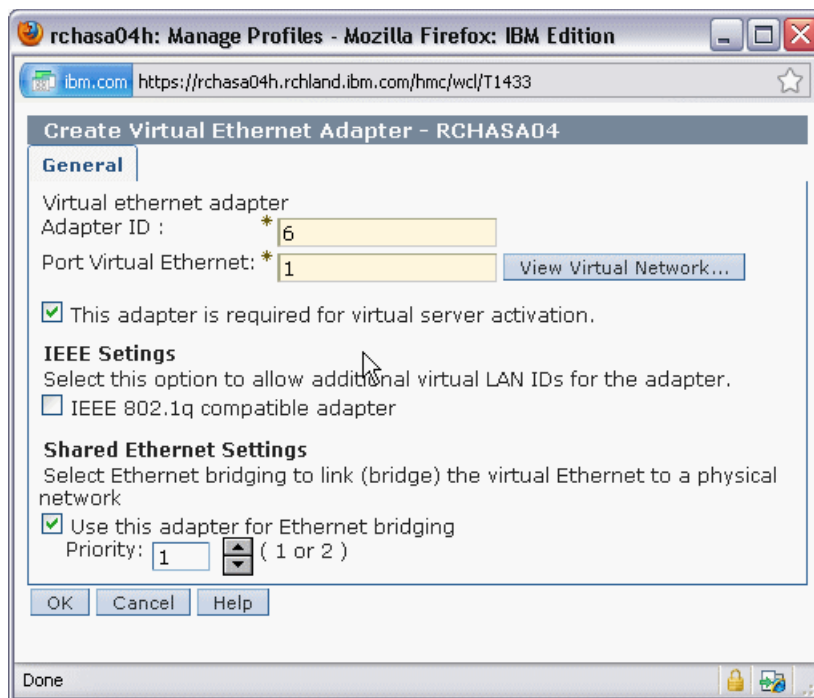 rchasa04h: Manage Profiles - Mozilla Firefox: IBM Edition
ibm.com https://rchasa04h.rchland.ibm.com/hmc/wcl/T1433
Create Virtual Ethernet Adapter - RCHASA04
General
Virtual ethernet adapter
Adapter ID : * 6
Port Virtual Ethernet: * 1 View Virtual Network...
This adapter is required for virtual server activation.
IEEE Setings
Select this option to allow additional virtual LAN IDs for the adapter.
IEEE 802.1q compatible adapter
Shared Ethernet Settings
Select Ethernet bridging to link (bridge) the virtual Ethernet to a physical
network
Use this adapter for Ethernet bridging
Priority: 1 ( 1 or 2 )
OK Cancel Help
Done